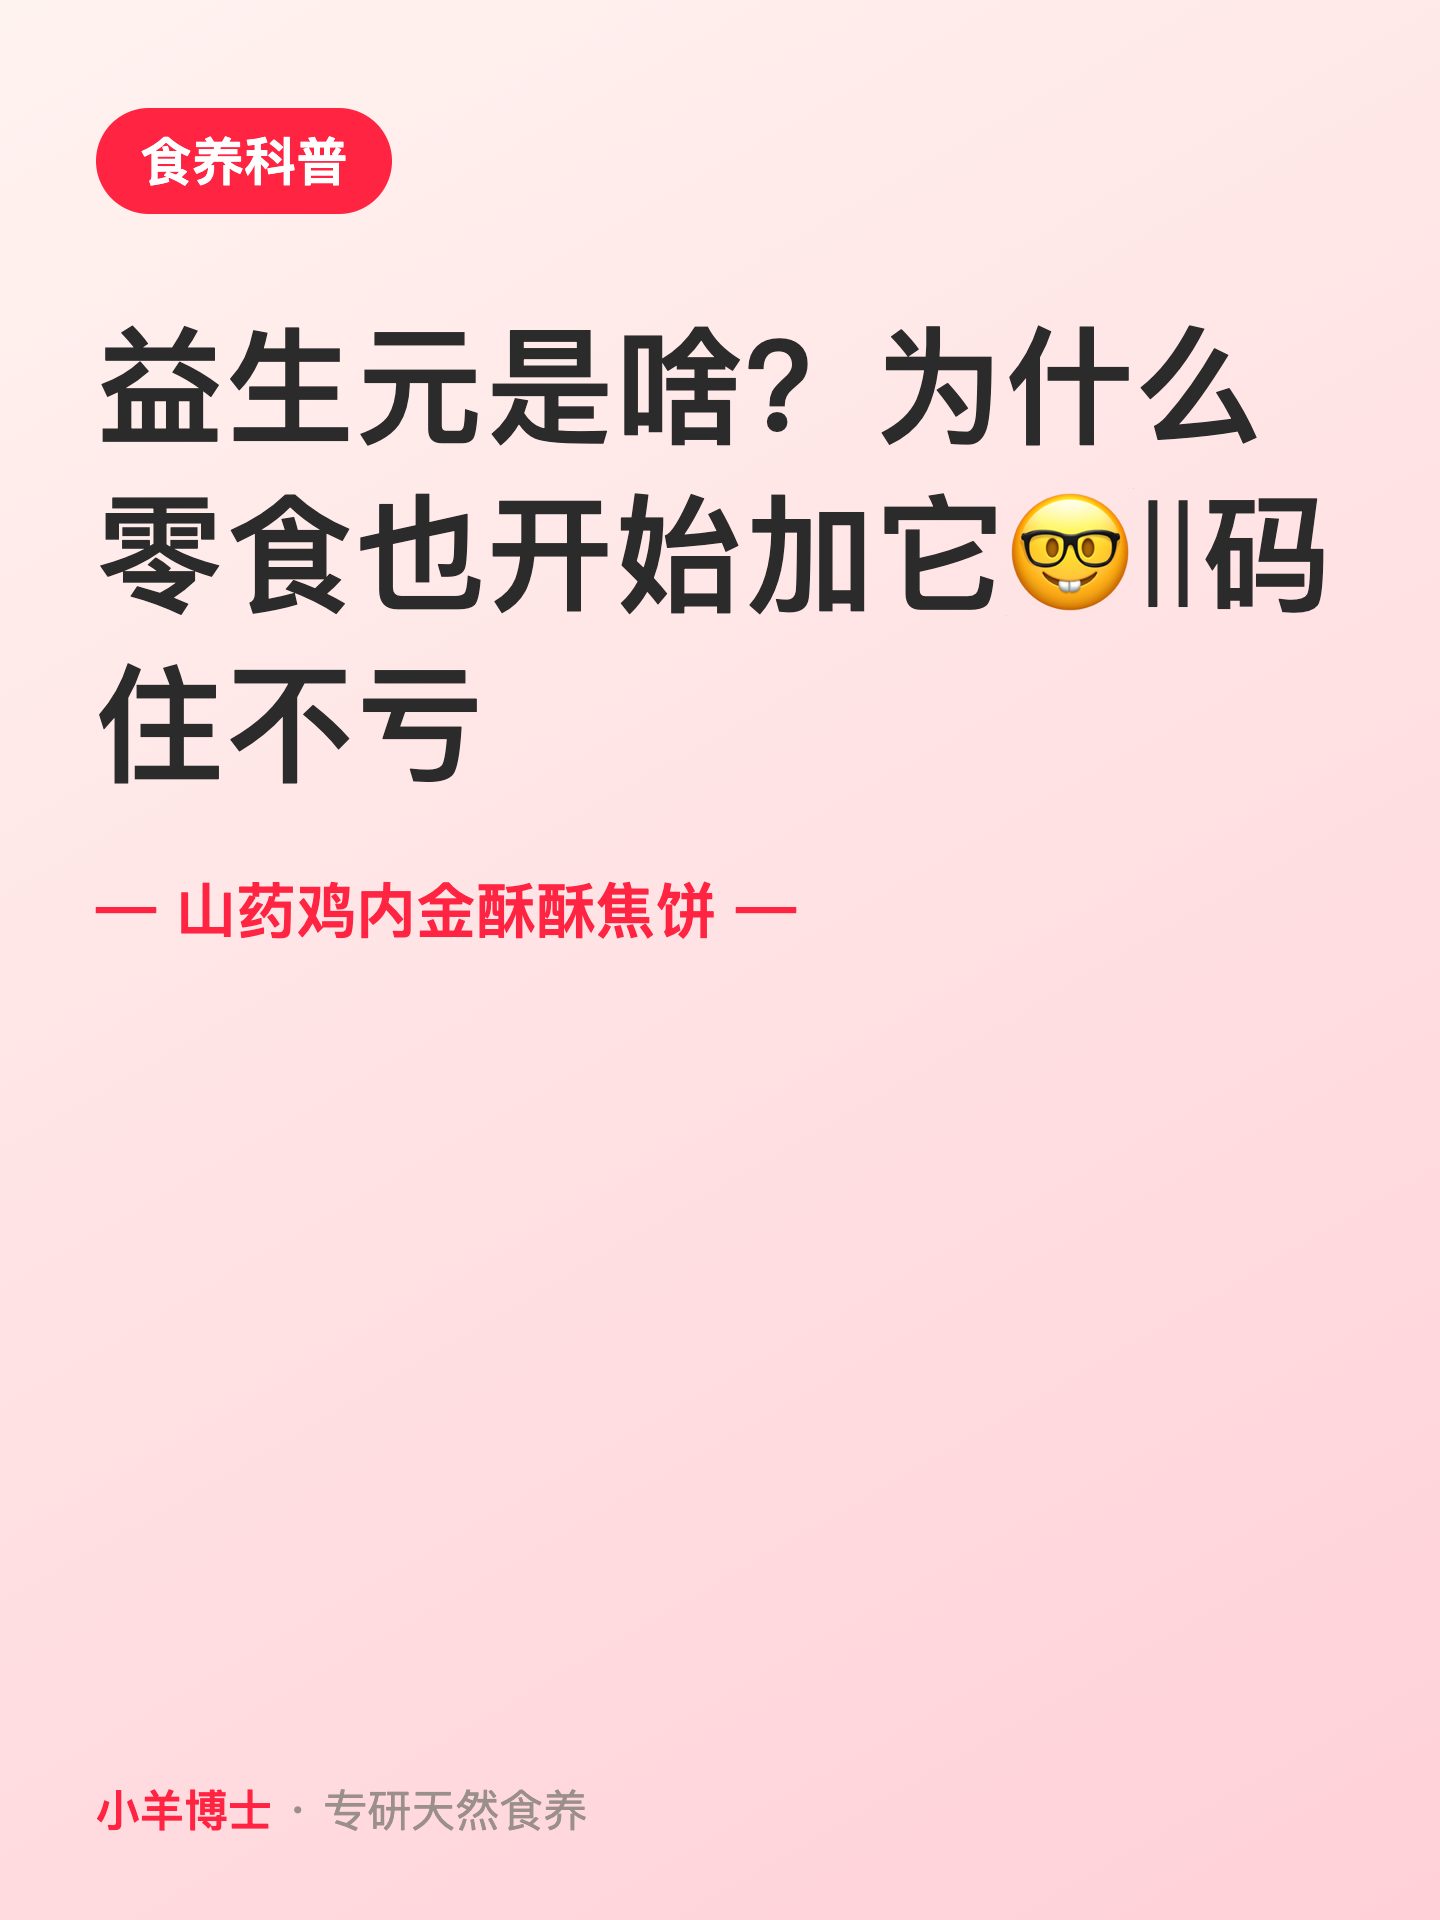 食养科普
益生元是啥？为什么
零食也开始加它🤓||码
住不亏
— 山药鸡内金酥酥焦饼 —
小羊博士 · 专研天然食养